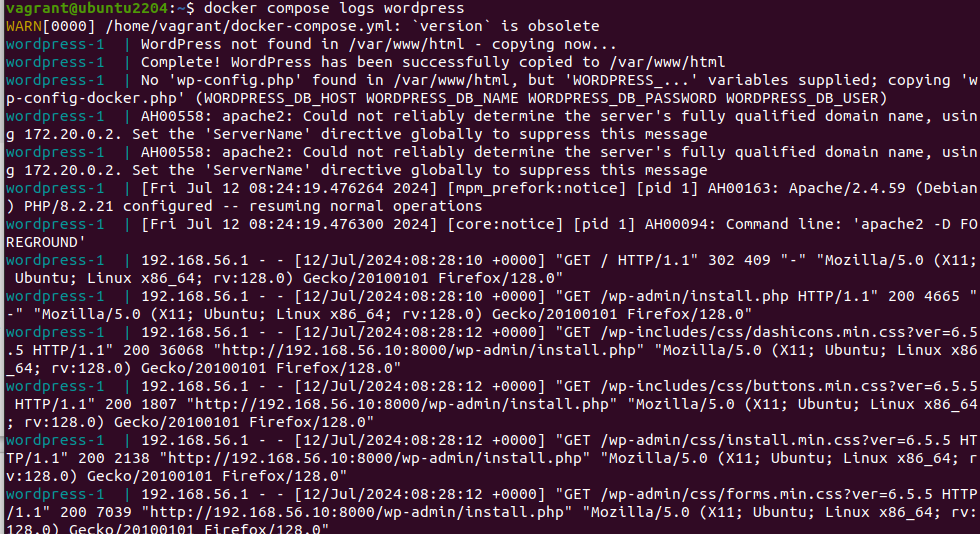 vagrant@ubuntu2204:~$ docker compose logs wordpress
WARN[0000] /home/vagrant/docker-compose.yml: `version` is obsolete
wordpress-1  | WordPress not found in /var/www/html - copying now...
wordpress-1  | Complete! WordPress has been successfully copied to /var/www/html
wordpress-1  | No 'wp-config.php' found in /var/www/html, but 'WORDPRESS_...' variables supplied; copying 'w
p-config-docker.php' (WORDPRESS_DB_HOST WORDPRESS_DB_NAME WORDPRESS_DB_PASSWORD WORDPRESS_DB_USER)
wordpress-1  | AH00558: apache2: Could not reliably determine the server's fully qualified domain name, usin
g 172.20.0.2. Set the 'ServerName' directive globally to suppress this message
wordpress-1  | AH00558: apache2: Could not reliably determine the server's fully qualified domain name, usin
g 172.20.0.2. Set the 'ServerName' directive globally to suppress this message
wordpress-1  | [Fri Jul 12 08:24:19.476264 2024] [mpm_prefork:notice] [pid 1] AH00163: Apache/2.4.59 (Debian
) PHP/8.2.21 configured -- resuming normal operations
wordpress-1  | [Fri Jul 12 08:24:19.476300 2024] [core:notice] [pid 1] AH00094: Command line: 'apache2 -D FO
REGROUND'
wordpress-1  | 192.168.56.1 - - [12/Jul/2024:08:28:10 +0000] "GET / HTTP/1.1" 302 409 "-" "Mozilla/5.0 (X11;
 Ubuntu; Linux x86_64; rv:128.0) Gecko/20100101 Firefox/128.0"
wordpress-1  | 192.168.56.1 - - [12/Jul/2024:08:28:10 +0000] "GET /wp-admin/install.php HTTP/1.1" 200 4665 "
-" "Mozilla/5.0 (X11; Ubuntu; Linux x86_64; rv:128.0) Gecko/20100101 Firefox/128.0"
wordpress-1  | 192.168.56.1 - - [12/Jul/2024:08:28:12 +0000] "GET /wp-includes/css/dashicons.min.css?ver=6.5
.5 HTTP/1.1" 200 36068 "http://192.168.56.10:8000/wp-admin/install.php" "Mozilla/5.0 (X11; Ubuntu; Linux x86
_64; rv:128.0) Gecko/20100101 Firefox/128.0"
wordpress-1  | 192.168.56.1 - - [12/Jul/2024:08:28:12 +0000] "GET /wp-includes/css/buttons.min.css?ver=6.5.5
 HTTP/1.1" 200 1807 "http://192.168.56.10:8000/wp-admin/install.php" "Mozilla/5.0 (X11; Ubuntu; Linux x86_64
; rv:128.0) Gecko/20100101 Firefox/128.0"
wordpress-1  | 192.168.56.1 - - [12/Jul/2024:08:28:12 +0000] "GET /wp-admin/css/install.min.css?ver=6.5.5 HT
TP/1.1" 200 2138 "http://192.168.56.10:8000/wp-admin/install.php" "Mozilla/5.0 (X11; Ubuntu; Linux x86_64; r
v:128.0) Gecko/20100101 Firefox/128.0"
wordpress-1  | 192.168.56.1 - - [12/Jul/2024:08:28:12 +0000] "GET /wp-admin/css/forms.min.css?ver=6.5.5 HTTP
/1.1" 200 7039 "http://192.168.56.10:8000/wp-admin/install.php" "Mozilla/5.0 (X11; Ubuntu; Linux x86_64; rv:
128.0) Gecko/20100101 Firefox/128.0"